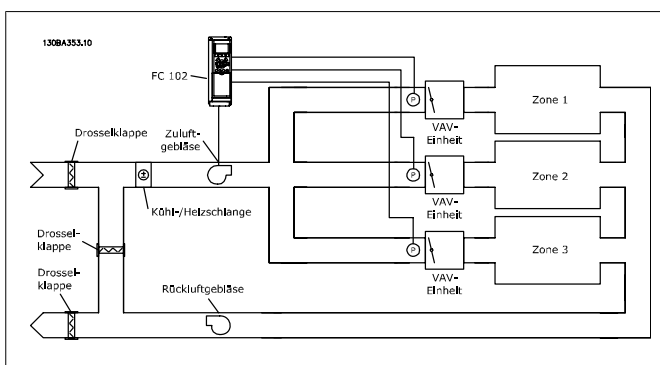 130BA353.10
FC 102
Drosselklappe
Zuluft-
gebläse
Kühl-/Heizschlange
Drossel-
klappe
Drossel-
klappe
Rückluftgebläse
P
VAV-
Einheit
Zone 1
P
VAV-
Einheit
Zone 2
P
VAV-
Einheit
Zone 3